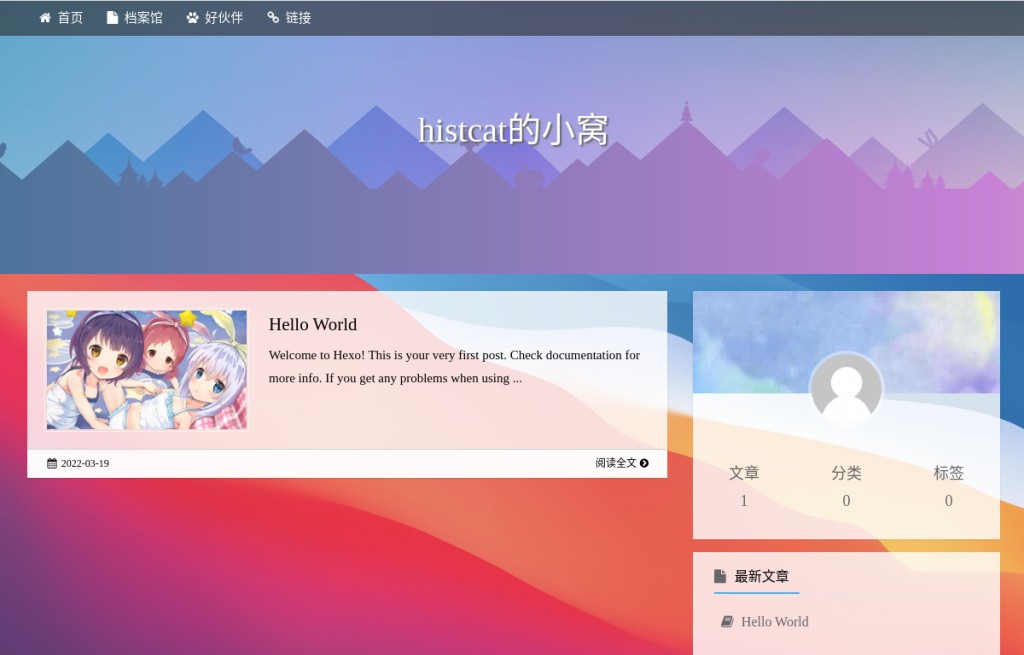 首页 档案馆 好伙伴 链接
histcat的小窝
Hello World
Welcome to Hexo! This is your very first post. Check documentation for
more info. If you get any problems when using ...
2022-03-19 阅读全文
文章 分类 标签
1 0 0
最新文章
Hello World